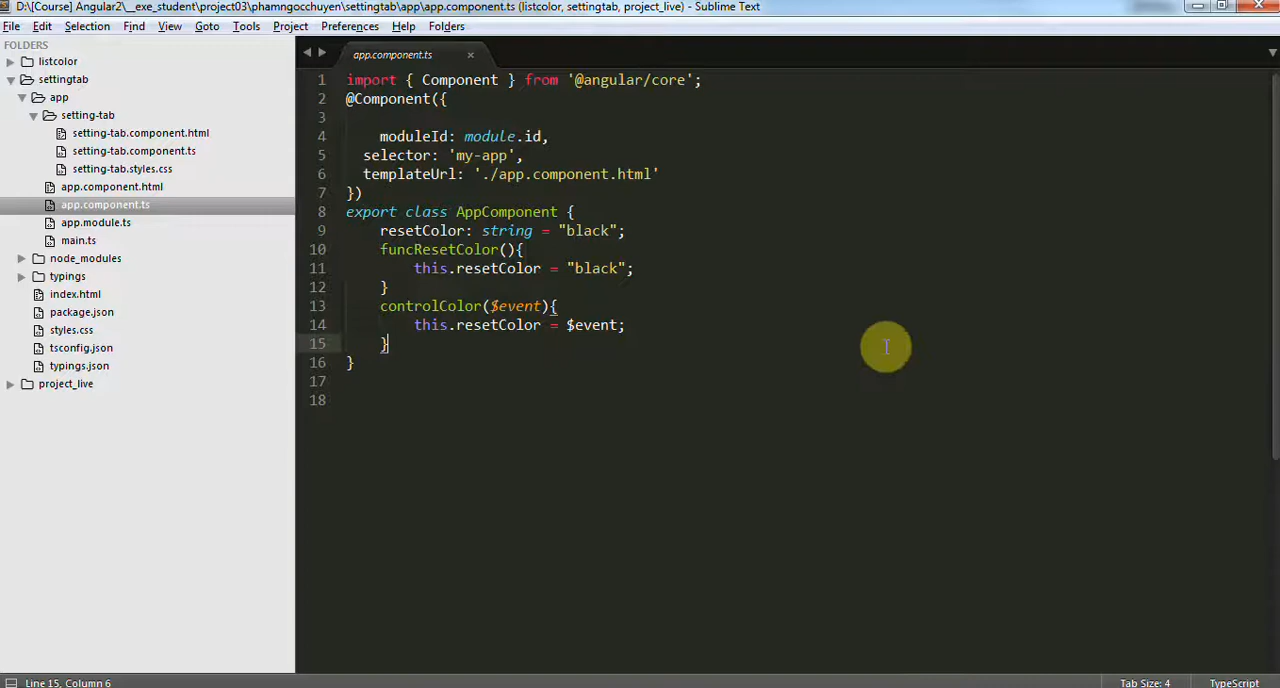 D:\[Course] Angular2\__exe_student\project03\phamngocchuyen\settingtab\app\app.component.ts (listcolor, settingtab, project_live) - Sublime Text
File Edit Selection Find View Goto Tools Project Preferences Help Folders
FOLDERS
listcolor
settingtab
app
setting-tab
setting-tab.component.html
setting-tab.component.ts
setting-tab.styles.css
app.component.html
app.component.ts
app.module.ts
main.ts
node_modules
typings
index.html
package.json
styles.css
tsconfig.json
typings.json
project_live
app.component.ts ×
1 import { Component } from '@angular/core';
2 @Component({
3
4 moduleId: module.id,
5 selector: 'my-app',
6 templateUrl: './app.component.html'
7 })
8 export class AppComponent {
9 resetColor: string = "black";
10 funcResetColor(){
11 this.resetColor = "black";
12 }
13 controlColor($event){
14 this.resetColor = $event;
15 }
16 }
17
18
Line 15, Column 6 Tab Size: 4 TypeScript